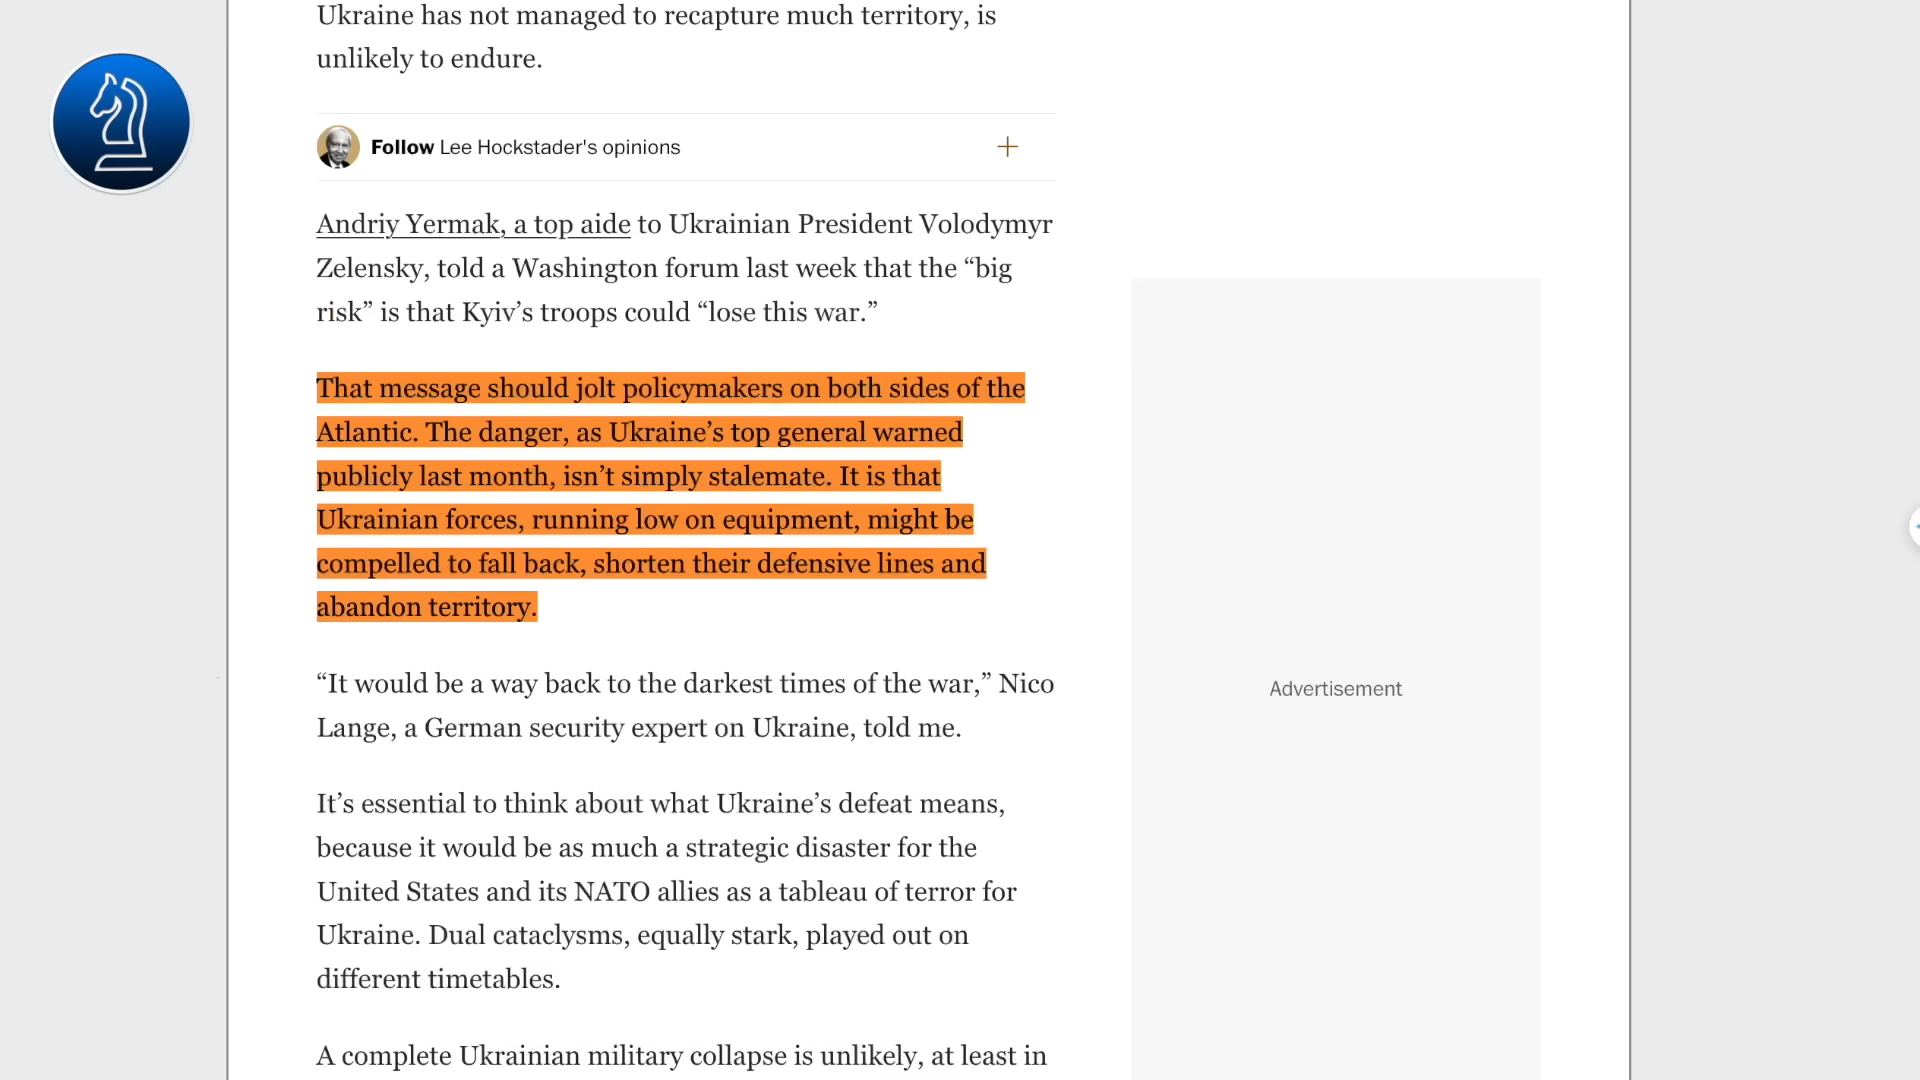 Ukraine has not managed to recapture much territory, is
unlikely to endure.
Follow Lee Hockstader's opinions
Andriy Yermak, a top aide to Ukrainian President Volodymyr
Zelensky, told a Washington forum last week that the “big
risk” is that Kyiv’s troops could “lose this war.”
That message should jolt policymakers on both sides of the
Atlantic. The danger, as Ukraine’s top general warned
publicly last month, isn’t simply stalemate. It is that
Ukrainian forces, running low on equipment, might be
compelled to fall back, shorten their defensive lines and
abandon territory.
“It would be a way back to the darkest times of the war,” Nico
Lange, a German security expert on Ukraine, told me.
It’s essential to think about what Ukraine’s defeat means,
because it would be as much a strategic disaster for the
United States and its NATO allies as a tableau of terror for
Ukraine. Dual cataclysms, equally stark, played out on
different timetables.
A complete Ukrainian military collapse is unlikely, at least in
Advertisement